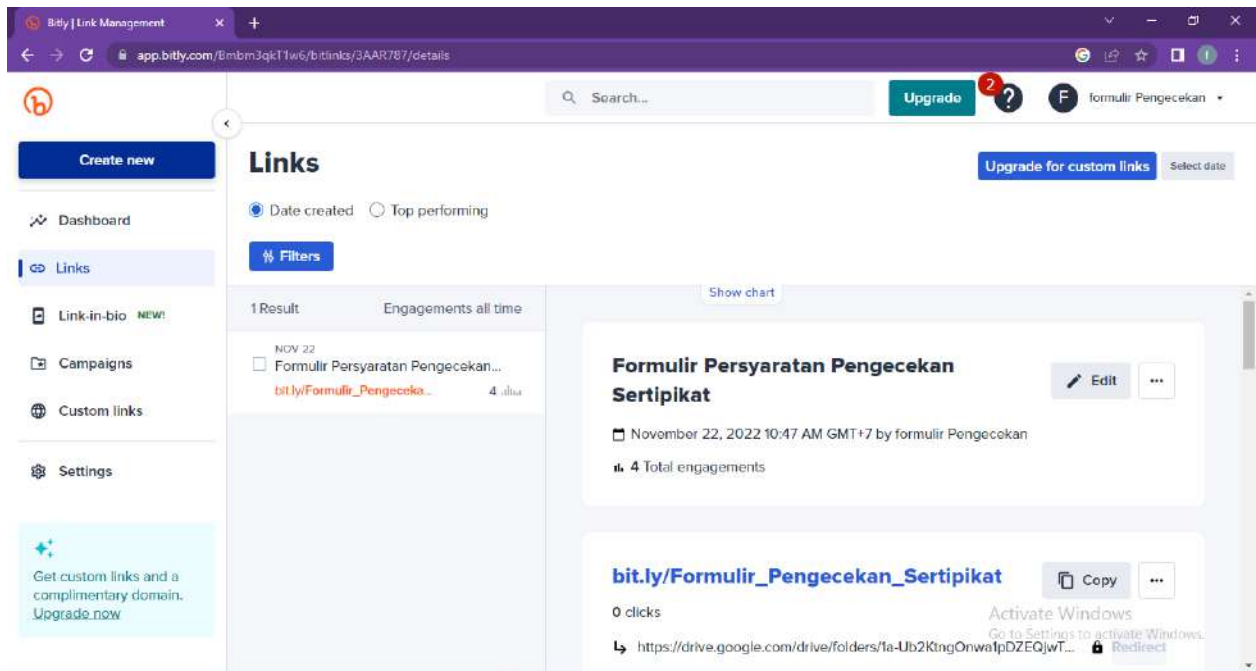 Bitly | Link Management
app.bitly.com/Bmbm3qkT1w6/bitlinks/3AAR787/details
Search...
Upgrade
2
?
F
formulir Pengecekan
Create new
Dashboard
Links
Link-in-bio NEW!
Campaigns
Custom links
Settings
Get custom links and a
complimentary domain.
Upgrade now
Links
Upgrade for custom links
Select date
Date created
Top performing
Filters
1 Result
Engagements all time
NOV 22
Formulir Persyaratan Pengecekan...
bit.ly/Formulir_Pengeceka...
4
Show chart
Formulir Persyaratan Pengecekan
Sertipikat
Edit
November 22, 2022 10:47 AM GMT+7 by formulir Pengecekan
4 Total engagements
bit.ly/Formulir_Pengecekan_Sertipikat
Copy
0 clicks
https://drive.google.com/drive/folders/1a-Ub2KtngOnwa1pDZEQjwT...
Redirect
Activate Windows
Go to Settings to activate Windows.